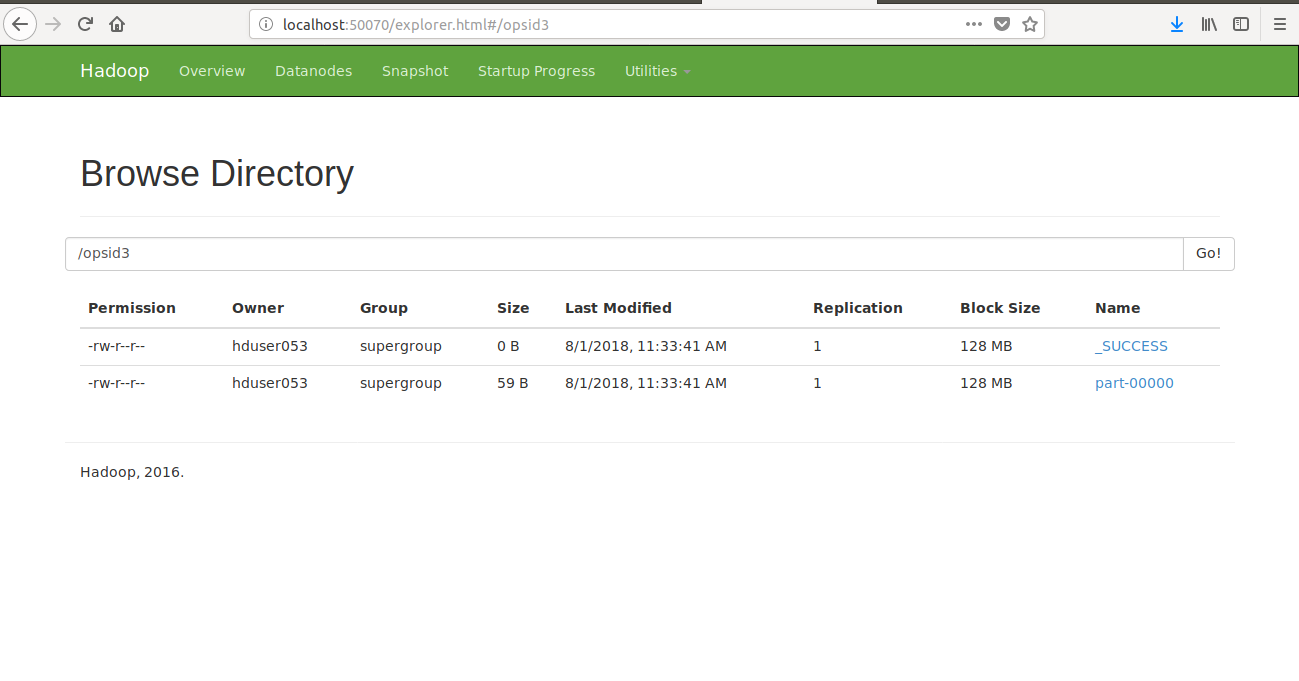 localhost:50070/explorer.html#/opsid3
Hadoop Overview Datanodes Snapshot Startup Progress Utilities
Browse Directory
/opsid3 Go!
Permission Owner Group Size Last Modified Replication Block Size Name
-rw-r--r-- hduser053 supergroup 0 B 8/1/2018, 11:33:41 AM 1 128 MB _SUCCESS
-rw-r--r-- hduser053 supergroup 59 B 8/1/2018, 11:33:41 AM 1 128 MB part-00000
Hadoop, 2016.